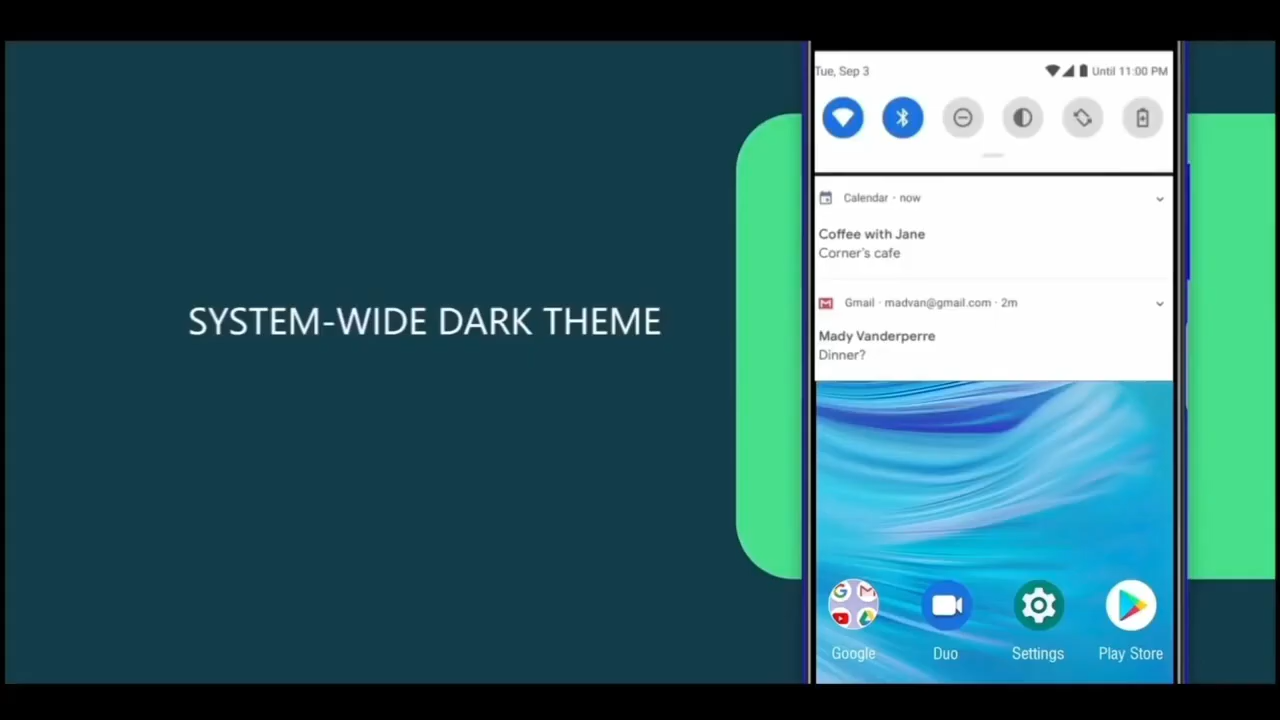 SYSTEM-WIDE DARK THEME
Tue, Sep 3
Until 11:00 PM
Calendar · now
Coffee with Jane
Corner's cafe
Gmail · madvan@gmail.com · 2m
Mady Vanderperre
Dinner?
Google
Duo
Settings
Play Store